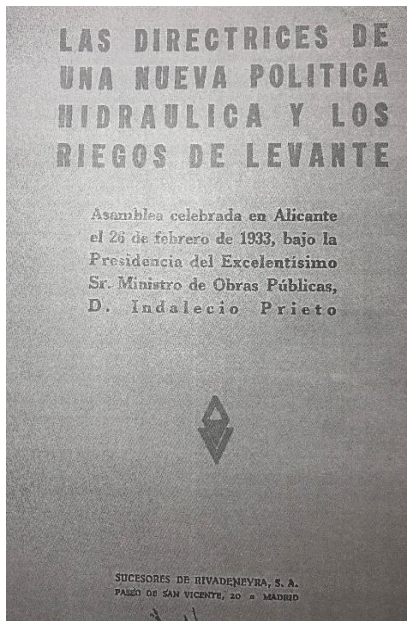 LAS DIRECTRICES DE
UNA NUEVA POLITICA
HIDRAULICA Y LOS
RIEGOS DE LEVANTE
Asamblea celebrada en Alicante
el 26 de febrero de 1933, bajo la
Presidencia del Excelentísimo
Sr. Ministro de Obras Públicas,
D. Indalecio Prieto
SUCESORES DE RIVADENEYRA, S. A.
PASEO DE SAN VICENTE, 20 - MADRID